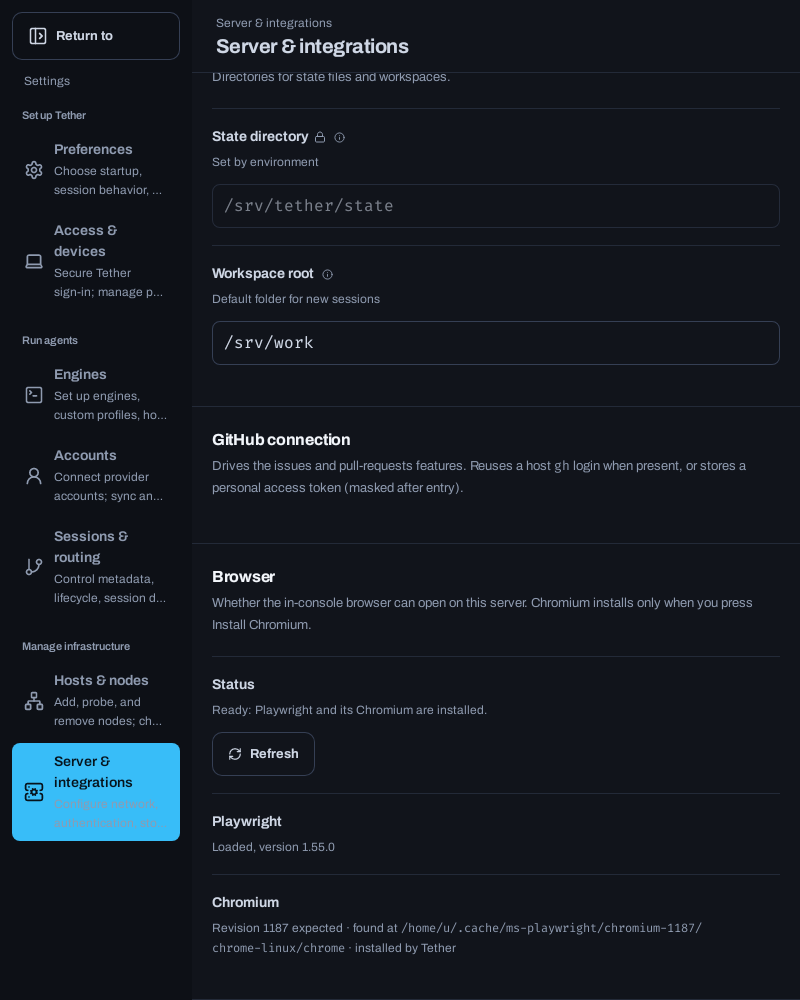 Return to
Settings
Set up Tether
Preferences
Choose startup,
session behavior, ...
Access &
devices
Secure Tether
sign-in; manage p...
Run agents
Engines
Set up engines,
custom profiles, ho...
Accounts
Connect provider
accounts; sync an...
Sessions &
routing
Control metadata,
lifecycle, session d...
Manage infrastructure
Hosts & nodes
Add, probe, and
remove nodes; ch...
Server &
integrations
Server & integrations
Server & integrations
Directories for state files and workspaces.
State directory
Set by environment
/srv/tether/state
Workspace root
Default folder for new sessions
/srv/work
GitHub connection
Drives the issues and pull-requests features. Reuses a host gh login when present, or stores a
personal access token (masked after entry).
Browser
Whether the in-console browser can open on this server. Chromium installs only when you press
Install Chromium.
Status
Ready: Playwright and its Chromium are installed.
Refresh
Playwright
Loaded, version 1.55.0
Chromium
Revision 1187 expected · found at /home/u/.cache/ms-playwright/chromium-1187/
chrome-linux/chrome · installed by Tether